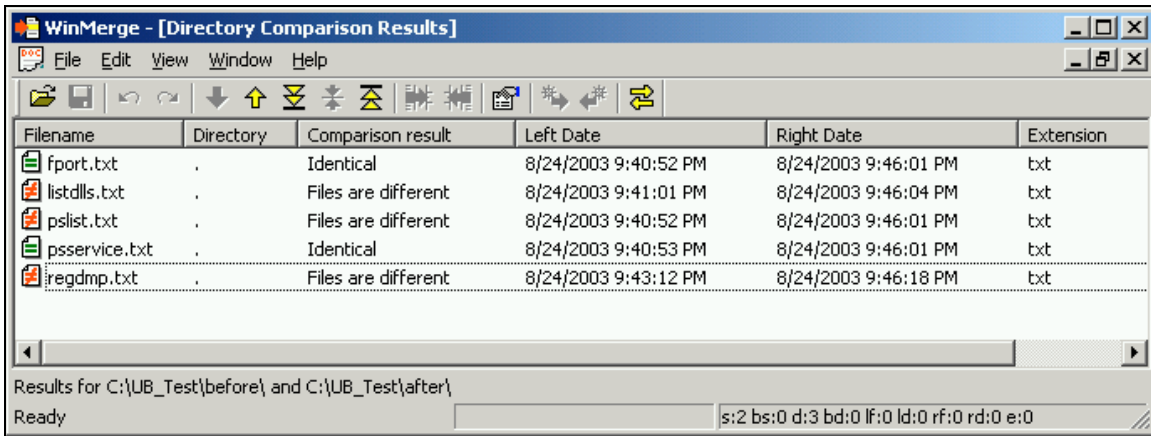 WinMerge - [Directory Comparison Results]
DOC File Edit View Window Help
Filename Directory Comparison result Left Date Right Date Extension
fport.txt . Identical 8/24/2003 9:40:52 PM 8/24/2003 9:46:01 PM txt
listdlls.txt . Files are different 8/24/2003 9:41:01 PM 8/24/2003 9:46:04 PM txt
pslist.txt . Files are different 8/24/2003 9:40:52 PM 8/24/2003 9:46:01 PM txt
psservice.txt . Identical 8/24/2003 9:40:53 PM 8/24/2003 9:46:01 PM txt
regdmp.txt . Files are different 8/24/2003 9:43:12 PM 8/24/2003 9:46:18 PM txt
Results for C:\UB_Test\before\ and C:\UB_Test\after\
Ready s:2 bs:0 d:3 bd:0 lf:0 ld:0 rf:0 rd:0 e:0